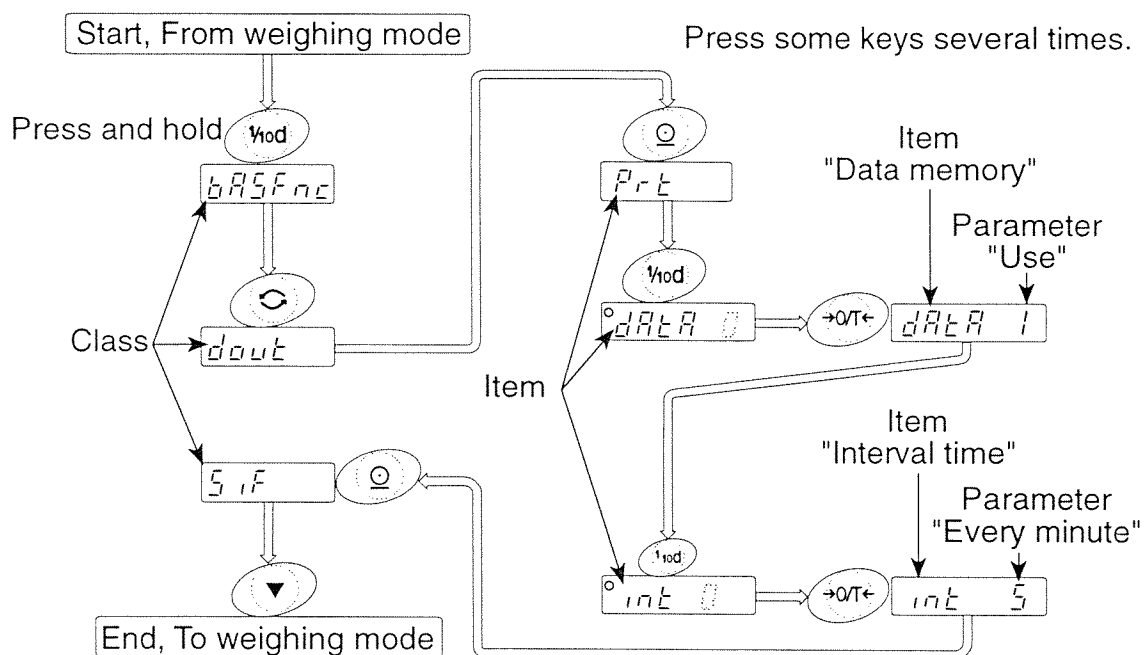 Start, From weighing mode
Press some keys several times.
Press and hold
1/10d
bASFnc
Prt
Item
"Data memory"
Parameter
"Use"
1/10d
Class
dout
dAtA 0
→0/T←
dAtA 1
Item
Item
"Interval time"
SiF
Parameter
"Every minute"
1/10d
int 0
→0/T←
int 5
End, To weighing mode